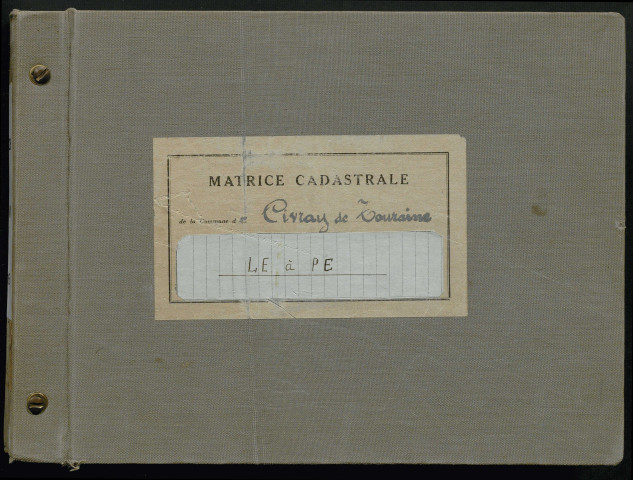 MATRICE CADASTRALE
de la Commune d e Civray de Touraine
LE à PE